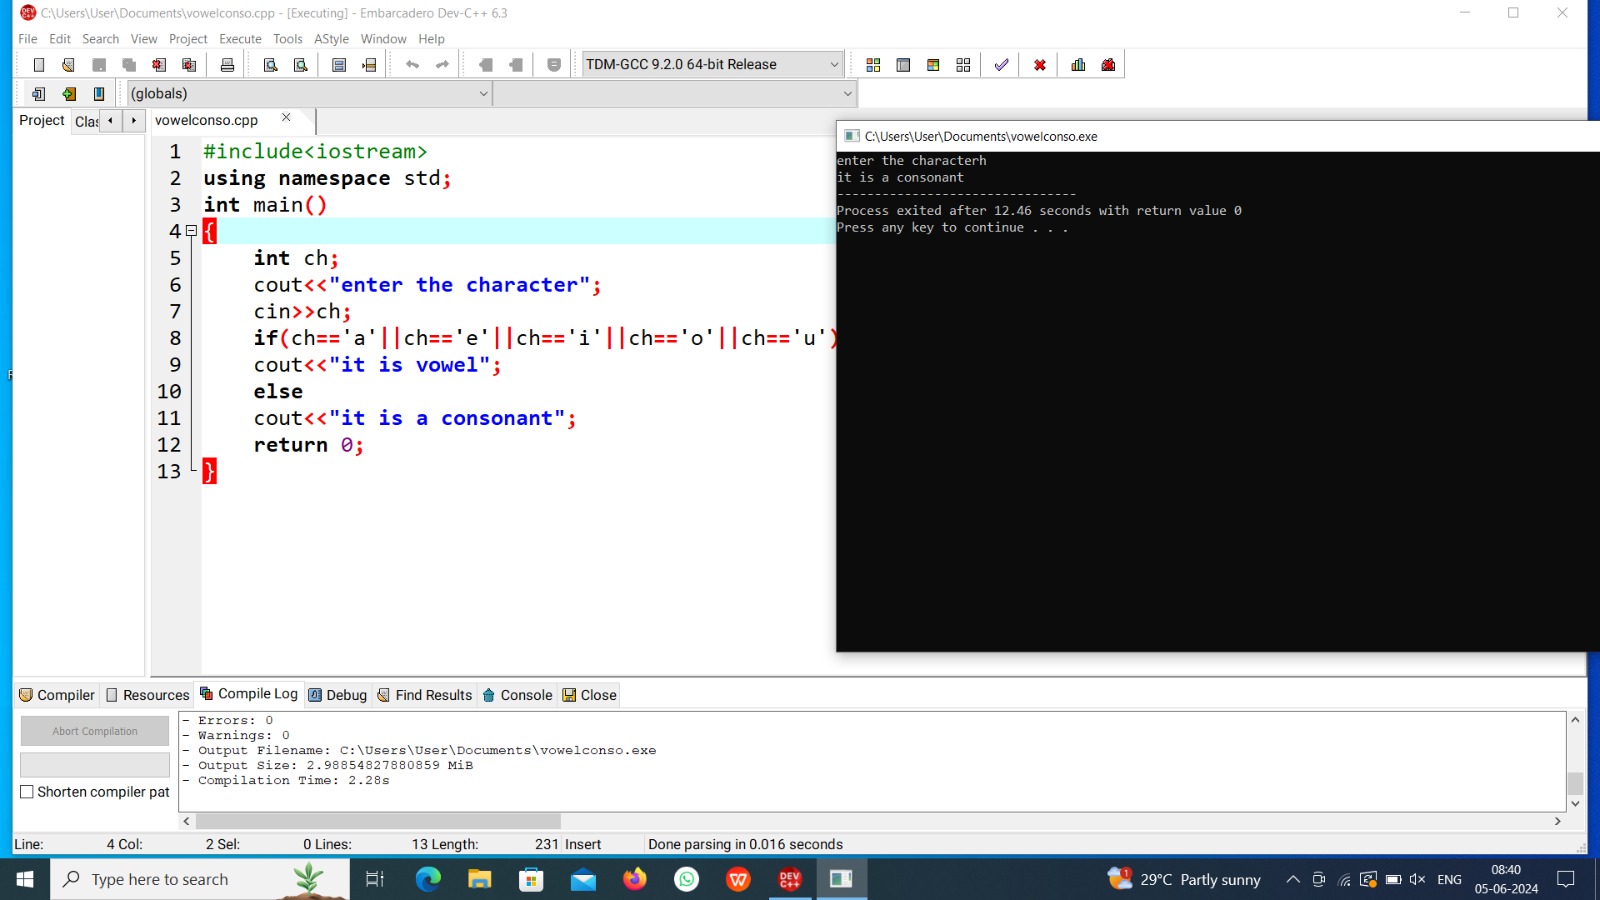 C:\Users\User\Documents\vowelconso.cpp - [Executing] - Embarcadero Dev-C++ 6.3
File Edit Search View Project Execute Tools AStyle Window Help
TDM-GCC 9.2.0 64-bit Release
(globals)
Project Clas vowelconso.cpp
1 #include<iostream>
2 using namespace std;
3 int main()
4 {
5 int ch;
6 cout<<"enter the character";
7 cin>>ch;
8 if(ch=='a'||ch=='e'||ch=='i'||ch=='o'||ch=='u')
9 cout<<"it is vowel";
10 else
11 cout<<"it is a consonant";
12 return 0;
13 }
C:\Users\User\Documents\vowelconso.exe
enter the characterh
it is a consonant
--------------------------------
Process exited after 12.46 seconds with return value 0
Press any key to continue . . .
Compiler Resources Compile Log Debug Find Results Console Close
Abort Compilation
Shorten compiler pat
- Errors: 0
- Warnings: 0
- Output Filename: C:\Users\User\Documents\vowelconso.exe
- Output Size: 2.98854827880859 MiB
- Compilation Time: 2.28s
Line: 4 Col: 2 Sel: 0 Lines: 13 Length: 231 Insert Done parsing in 0.016 seconds
Type here to search
DEV C++
1 29°C Partly sunny
ENG
08:40
05-06-2024